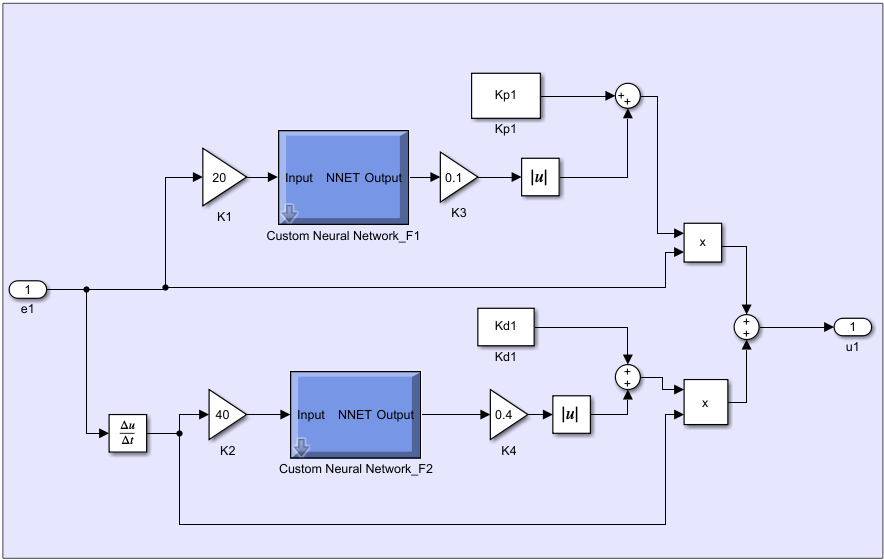 Kp1
Kp1
+
+
20
K1
Input NNET Output
Custom Neural Network_F1
0.1
K3
|u|
x
1
e1
Kd1
Kd1
+
+
+
+
1
u1
Δu
Δt
40
K2
Input NNET Output
Custom Neural Network_F2
0.4
K4
|u|
x